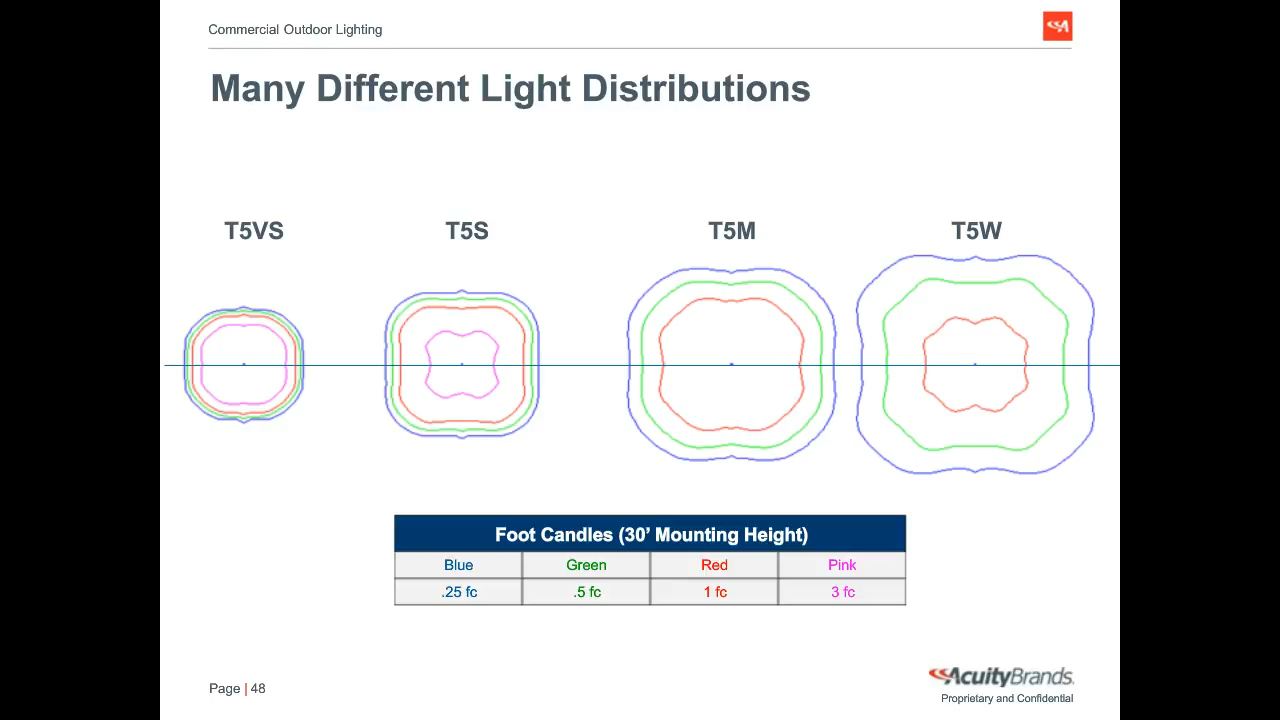 Commercial Outdoor Lighting
Many Different Light Distributions
T5VS T5S T5M T5W
Foot Candles (30’ Mounting Height)
Blue Green Red Pink
.25 fc .5 fc 1 fc 3 fc
Page | 48
AcuityBrands.
Proprietary and Confidential